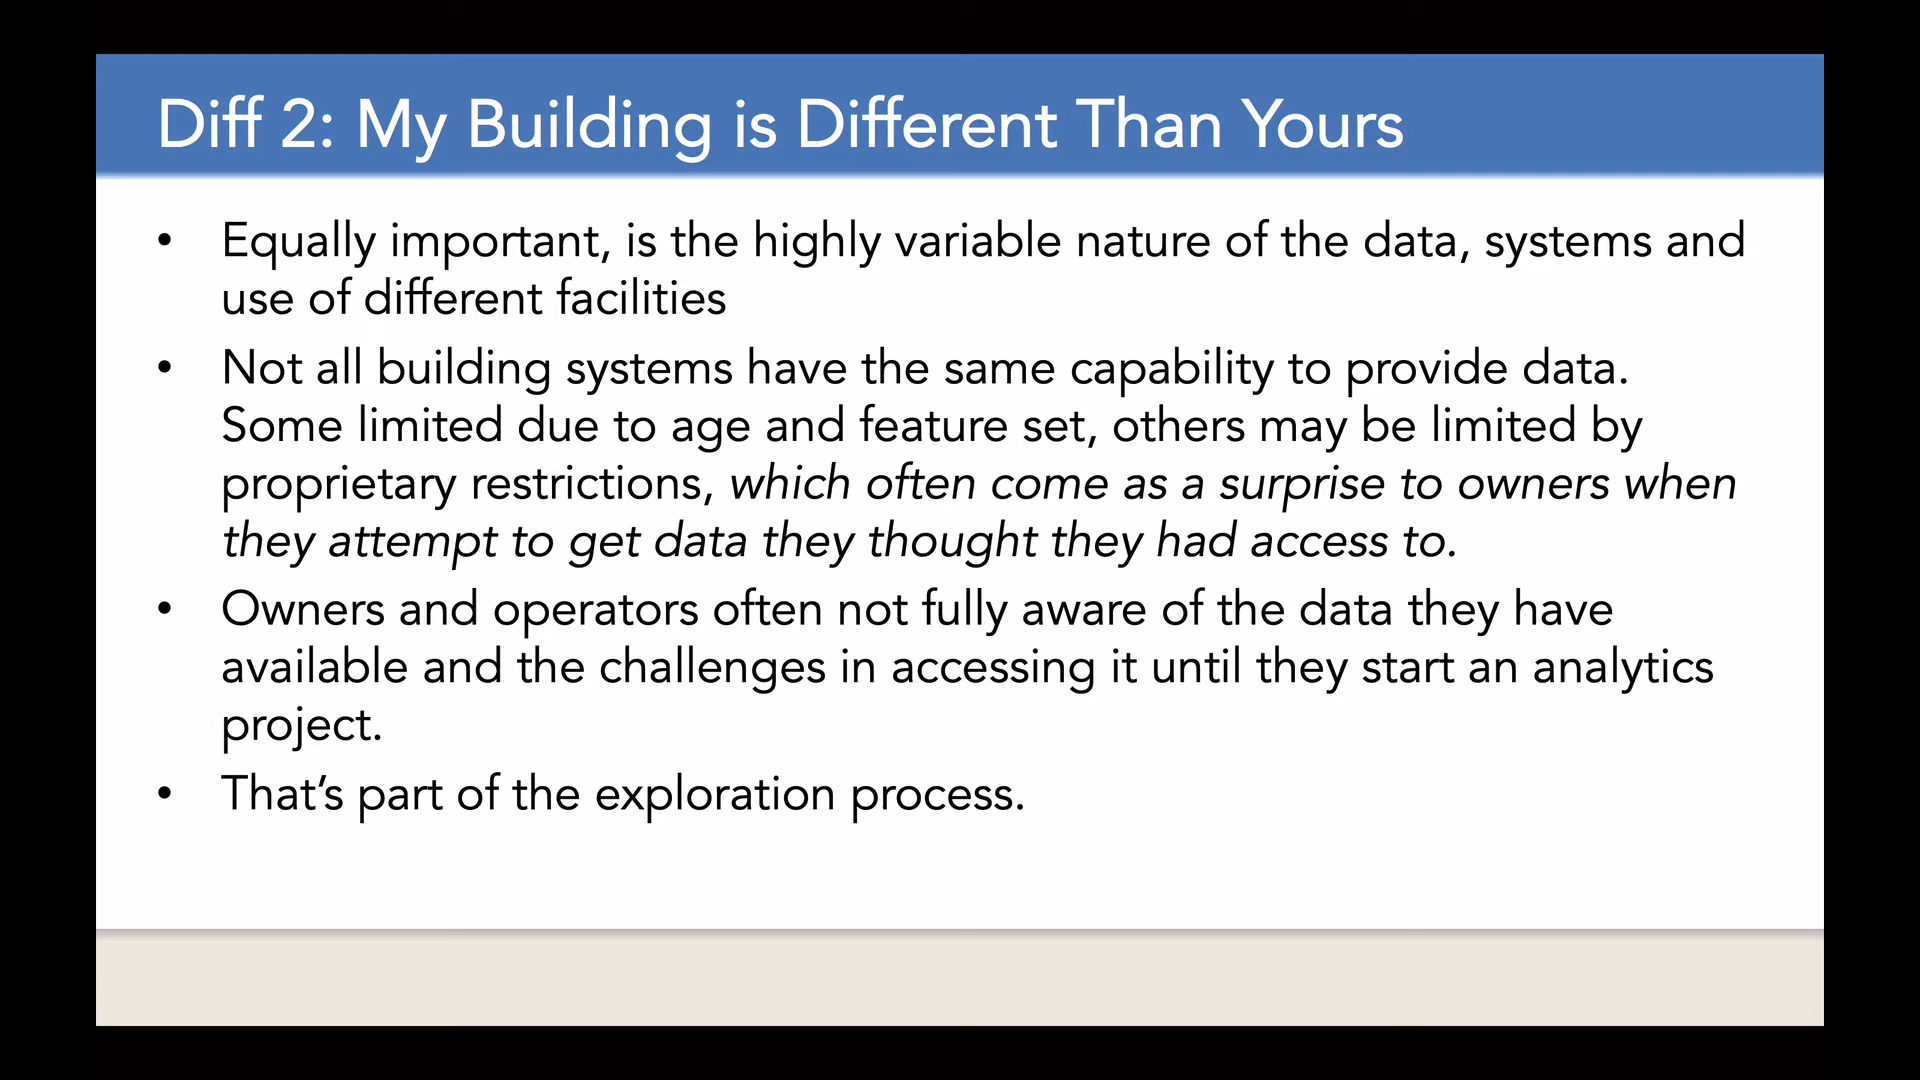 Diff 2: My Building is Different Than Yours
• Equally important, is the highly variable nature of the data, systems and
use of different facilities
• Not all building systems have the same capability to provide data.
Some limited due to age and feature set, others may be limited by
proprietary restrictions, which often come as a surprise to owners when
they attempt to get data they thought they had access to.
• Owners and operators often not fully aware of the data they have
available and the challenges in accessing it until they start an analytics
project.
• That’s part of the exploration process.